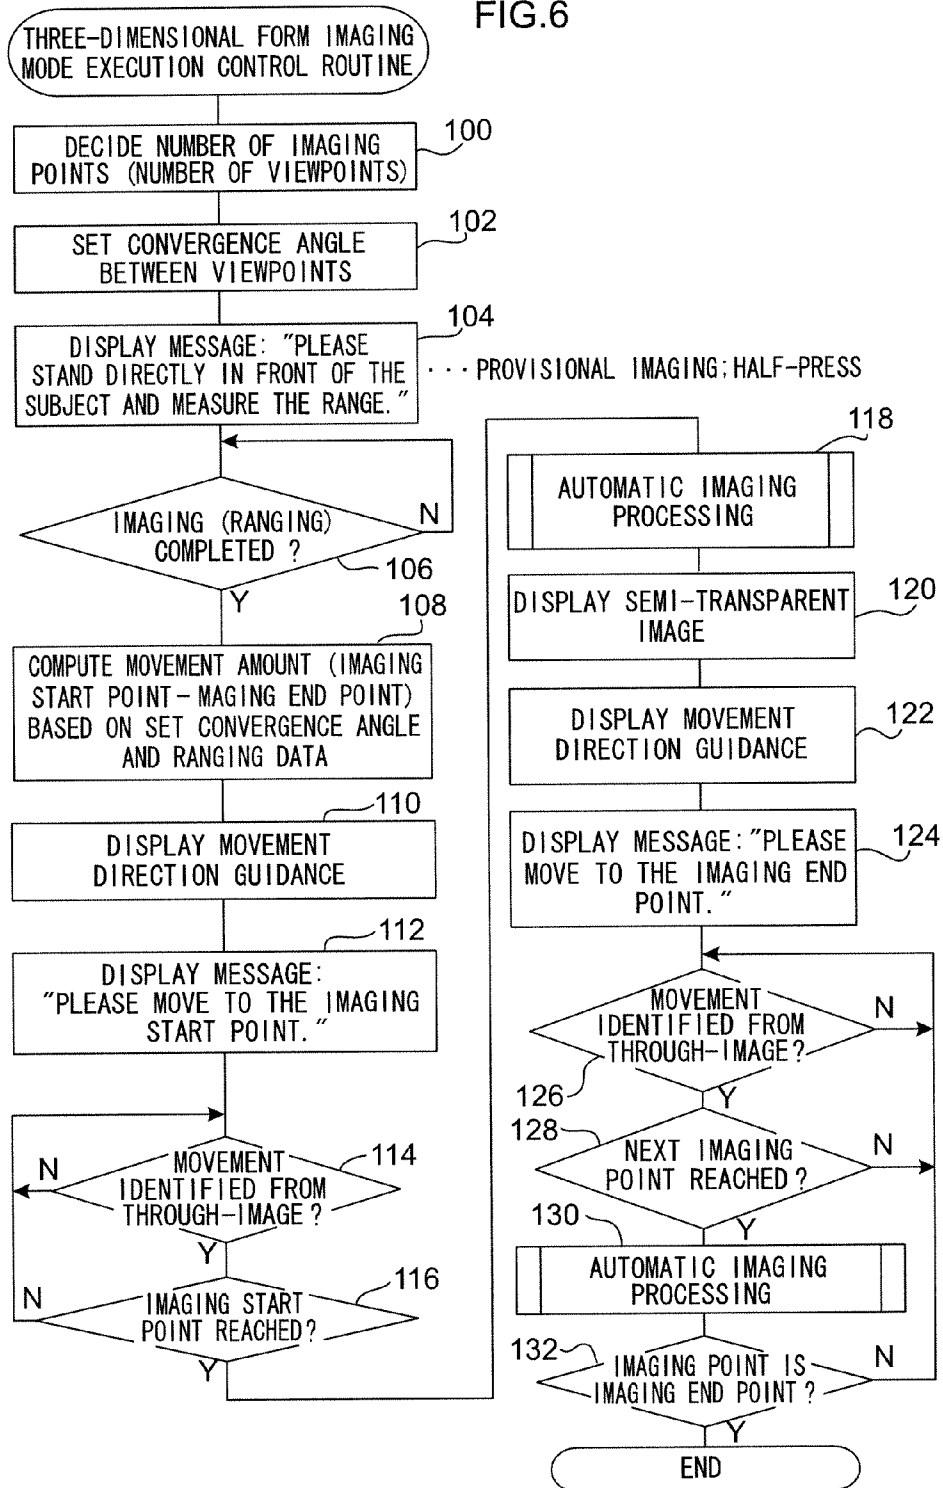 FIG.6
THREE-DIMENSIONAL FORM IMAGING
MODE EXECUTION CONTROL ROUTINE
100
DECIDE NUMBER OF IMAGING
POINTS (NUMBER OF VIEWPOINTS)
102
SET CONVERGENCE ANGLE
BETWEEN VIEWPOINTS
104
DISPLAY MESSAGE: "PLEASE
STAND DIRECTLY IN FRONT OF THE
SUBJECT AND MEASURE THE RANGE."
···PROVISIONAL IMAGING;HALF-PRESS
IMAGING (RANGING)
COMPLETED ?
N
106
Y
108
COMPUTE MOVEMENT AMOUNT (IMAGING
START POINT-MAGING END POINT)
BASED ON SET CONVERGENCE ANGLE
AND RANGING DATA
110
DISPLAY MOVEMENT
DIRECTION GUIDANCE
112
DISPLAY MESSAGE:
"PLEASE MOVE TO THE IMAGING
START POINT."
N
114
MOVEMENT
IDENTIFIED FROM
THROUGH-IMAGE?
Y
N
116
IMAGING START
POINT REACHED?
Y
118
AUTOMATIC IMAGING
PROCESSING
120
DISPLAY SEMI-TRANSPARENT
IMAGE
122
DISPLAY MOVEMENT
DIRECTION GUIDANCE
124
DISPLAY MESSAGE:"PLEASE
MOVE TO THE IMAGING END
POINT."
MOVEMENT
IDENTIFIED FROM
THROUGH-IMAGE?
N
126
Y
128
NEXT IMAGING
POINT REACHED?
N
Y
130
AUTOMATIC IMAGING
PROCESSING
132
IMAGING POINT IS
IMAGING END POINT?
N
Y
END